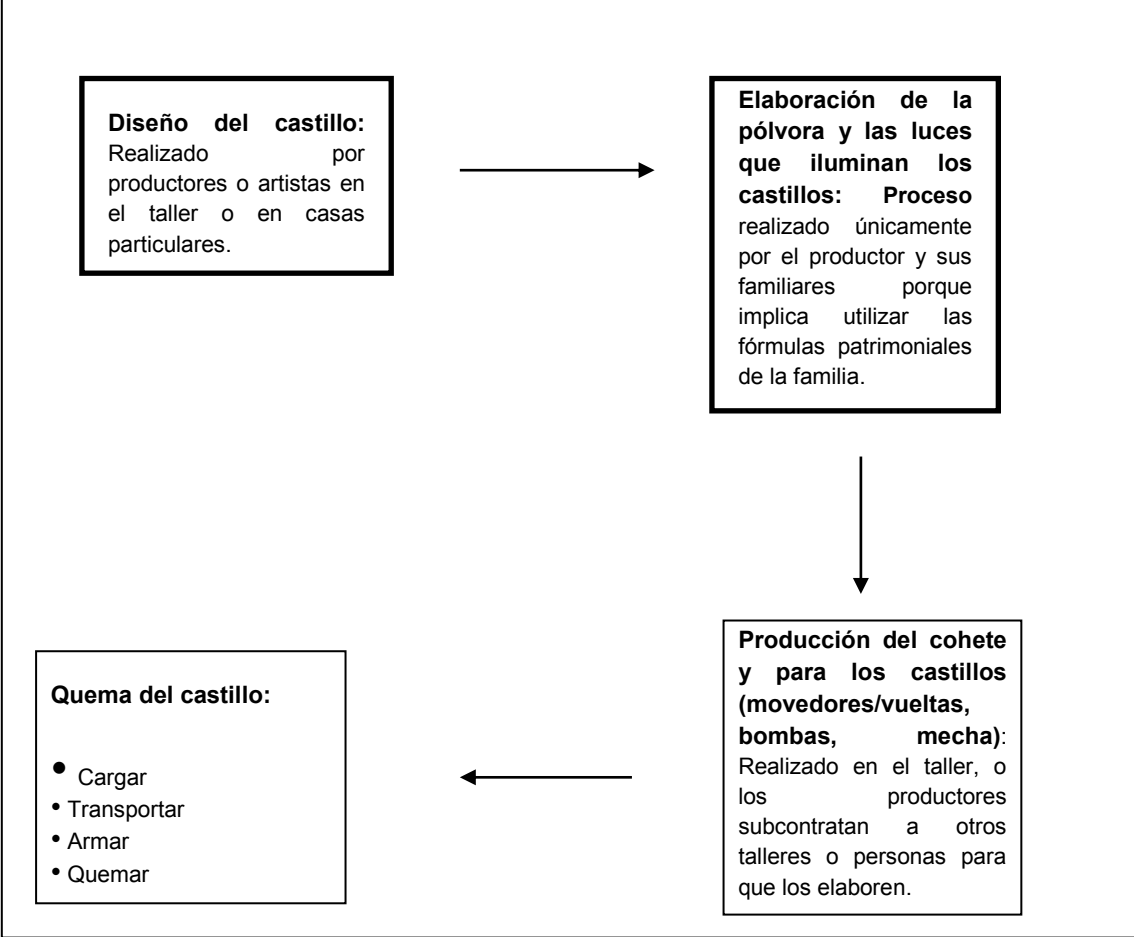 Diseño del castillo:
Realizado por
productores o artistas en
el taller o en casas
particulares.
Elaboración de la
pólvora y las luces
que iluminan los
castillos: Proceso
realizado únicamente
por el productor y sus
familiares porque
implica utilizar las
fórmulas patrimoniales
de la familia.
Producción del cohete
y para los castillos
(movedores/vueltas,
bombas, mecha):
Realizado en el taller, o
los productores
subcontratan a otros
talleres o personas para
que los elaboren.
Quema del castillo:
• Cargar
• Transportar
• Armar
• Quemar